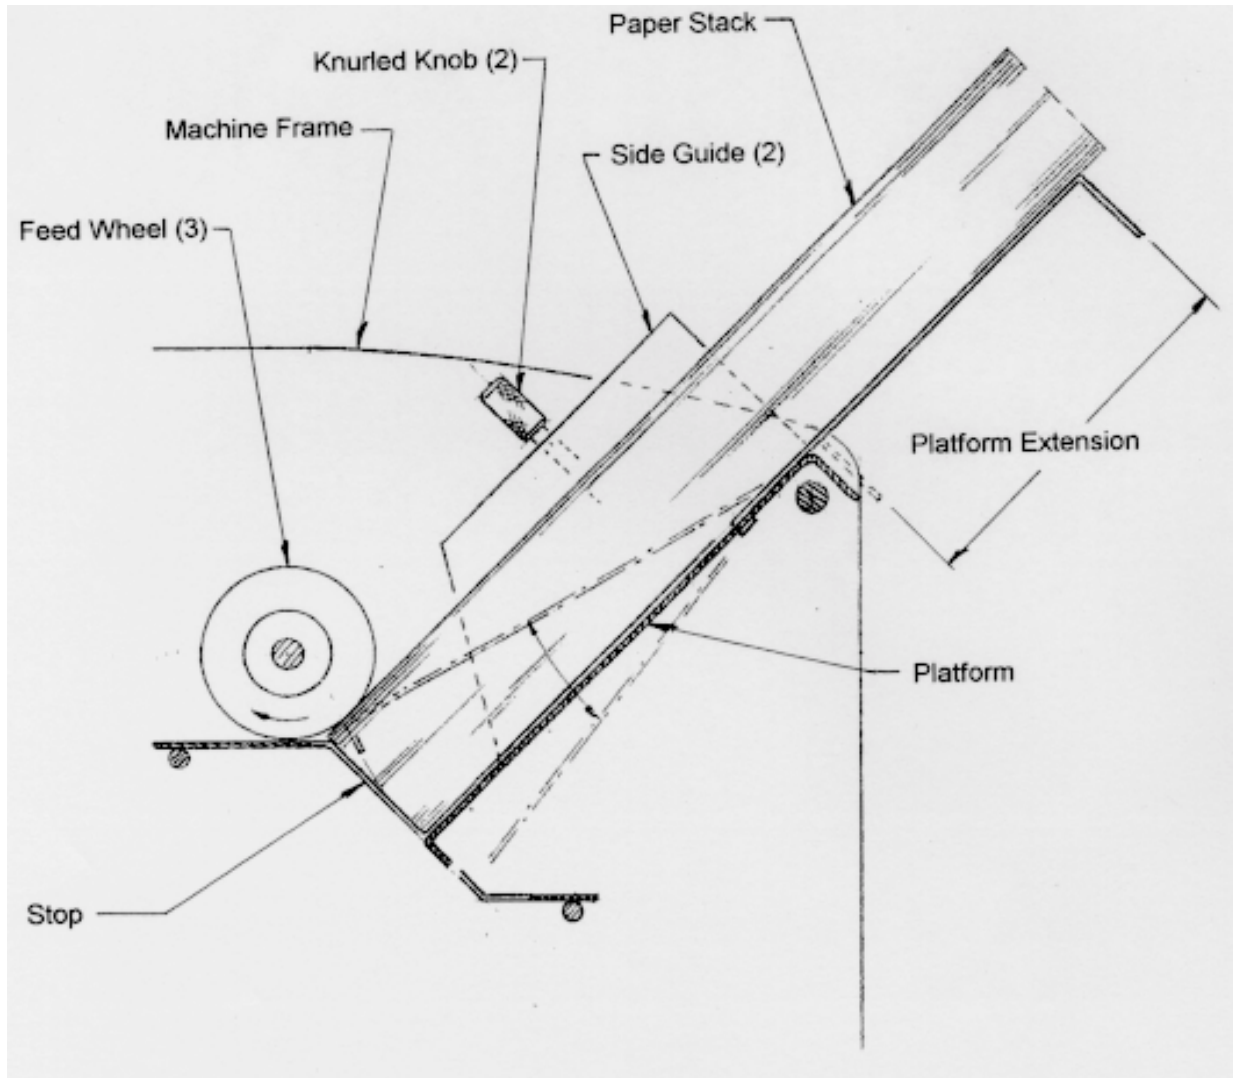 Paper Stack
Knurled Knob (2)
Machine Frame
Side Guide (2)
Feed Wheel (3)
Platform Extension
Platform
Stop